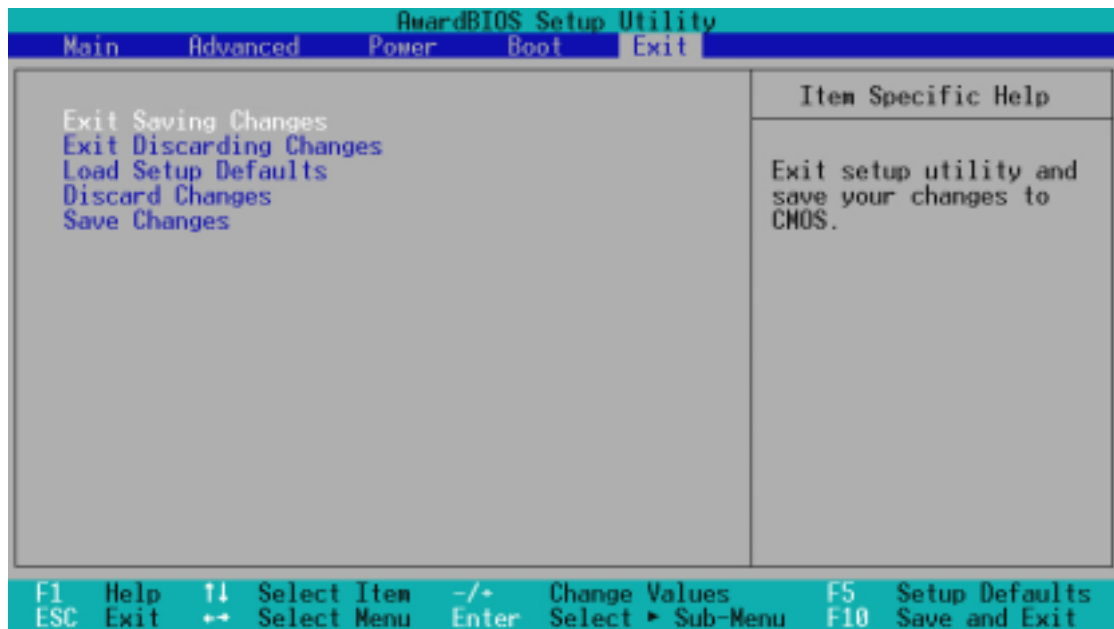 AwardBIOS Setup Utility
Main Advanced Power Boot Exit
Exit Saving Changes
Exit Discarding Changes
Load Setup Defaults
Discard Changes
Save Changes
Item Specific Help
Exit setup utility and
save your changes to
CMOS.
F1 Help ↑↓ Select Item -/+ Change Values F5 Setup Defaults
ESC Exit ←→ Select Menu Enter Select ► Sub-Menu F10 Save and Exit